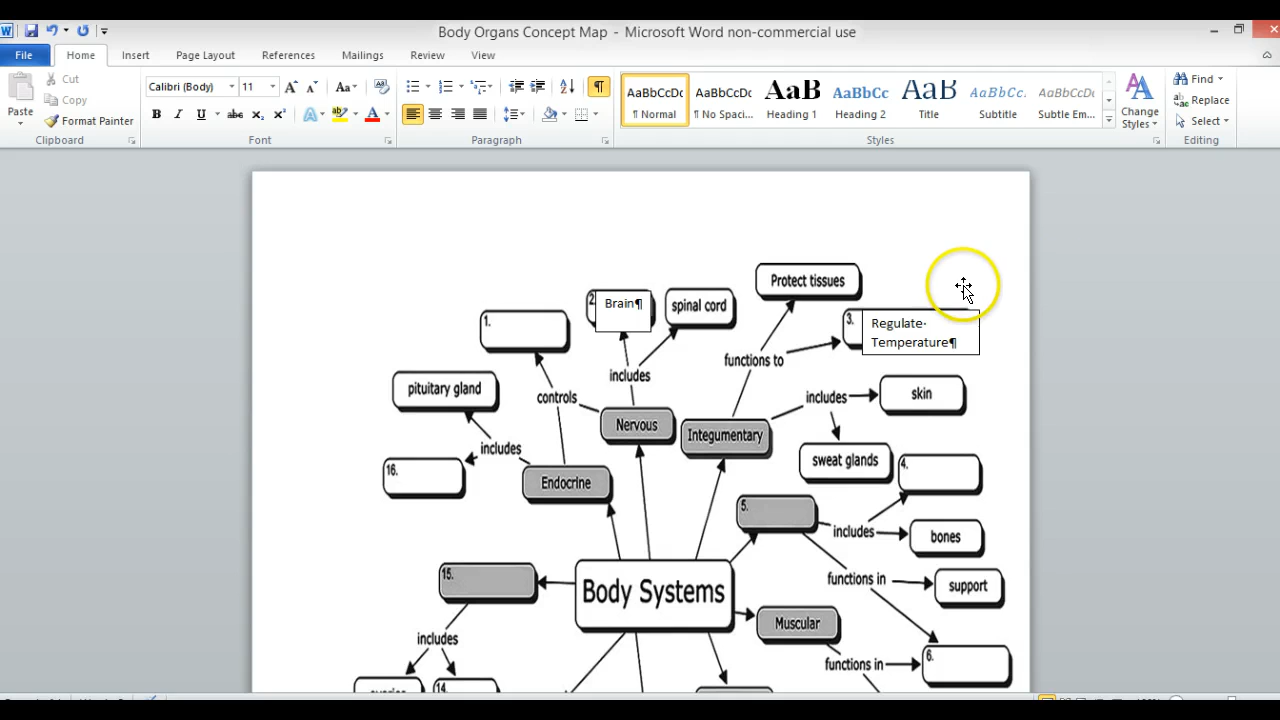 Body Organs Concept Map - Microsoft Word non-commercial use
File Home Insert Page Layout References Mailings Review View
Paste
Cut
Copy
Format Painter
Clipboard
Calibri (Body) 11
Font
Paragraph
AaBbCcDc AaBbCcDc AaB AaBbCc AaB AaBbCc. AaBbCcDc
¶ Normal ¶ No Spaci... Heading 1 Heading 2 Title Subtitle Subtle Em...
Styles
Change
Styles
Find
Replace
Select
Editing
Protect tissues
2. Brain¶
spinal cord
1.
3. Regulate·
Temperature¶
functions to
includes
pituitary gland
controls
includes
skin
Nervous
Integumentary
includes
sweat glands
16.
Endocrine
4.
5.
includes
bones
15.
Body Systems
functions in
support
Muscular
includes
functions in
6.
14.